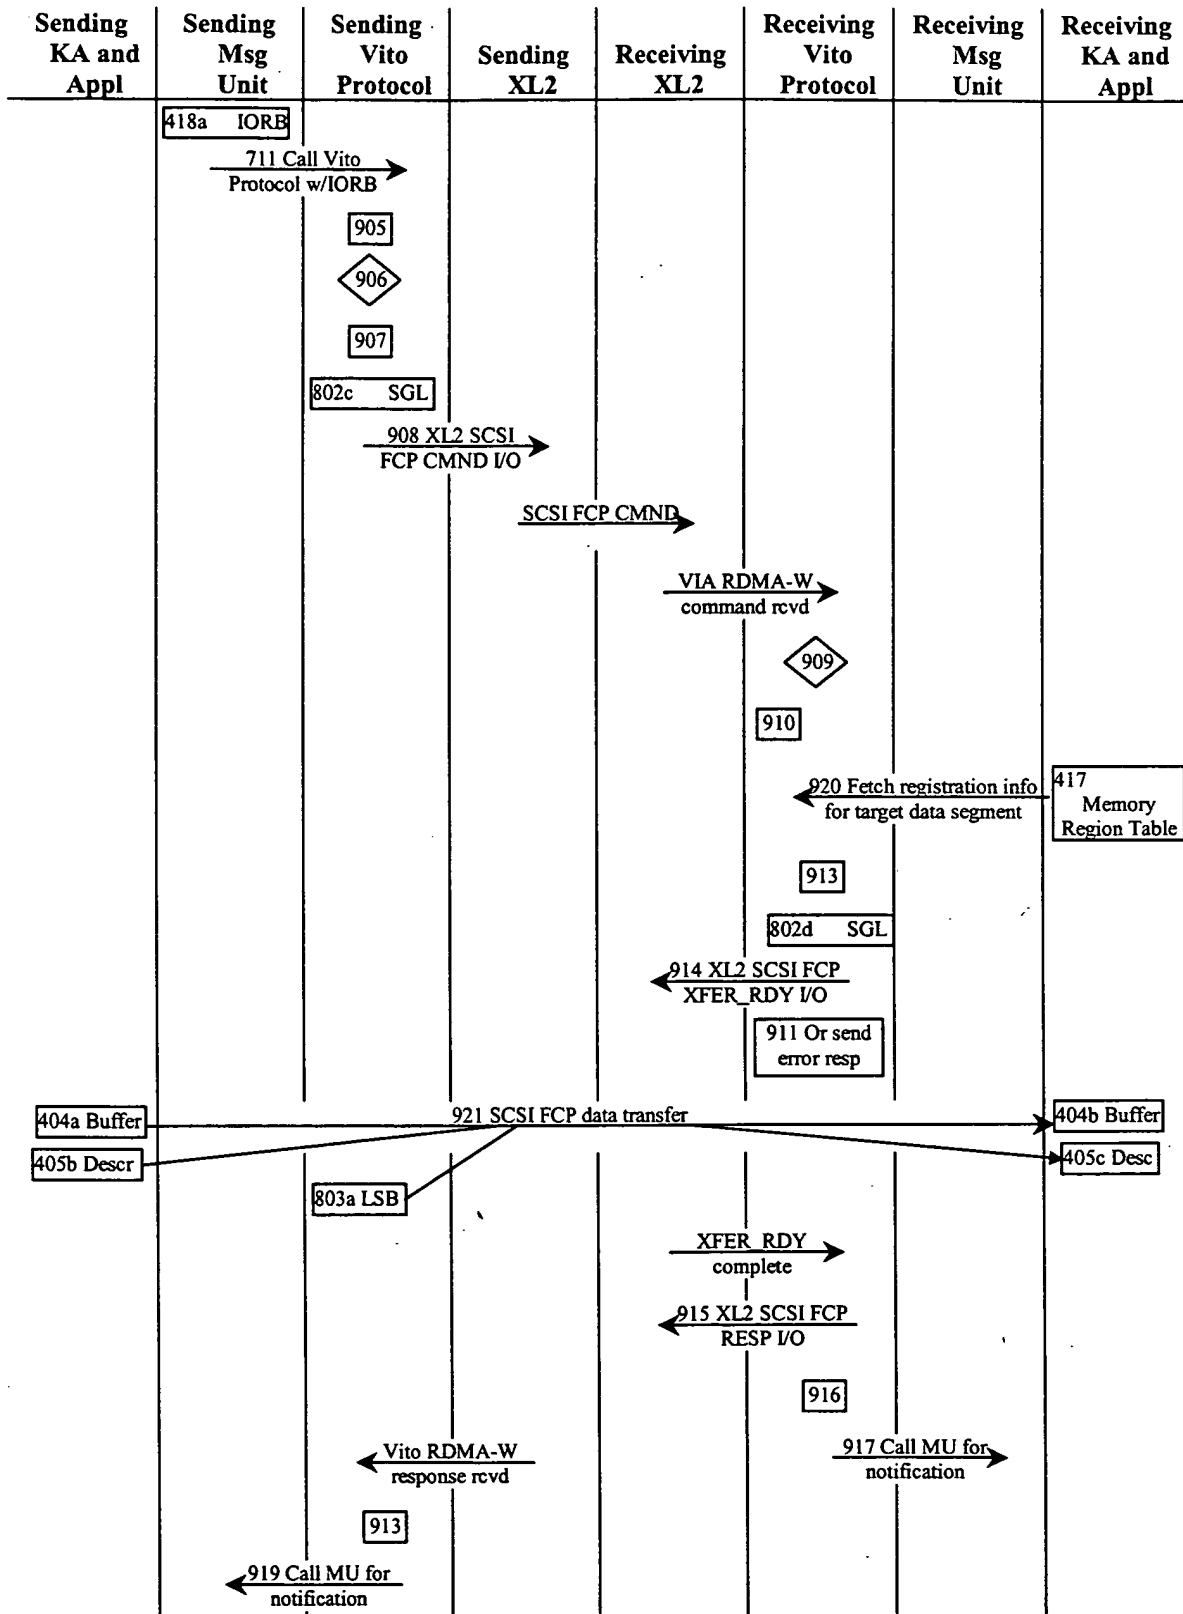 Sending
KA and
Appl
Sending
Msg
Unit
Sending
Vito
Protocol
Sending
XL2
Receiving
XL2
Receiving
Vito
Protocol
Receiving
Msg
Unit
Receiving
KA and
Appl
418a IORB
711 Call Vito
Protocol w/IORB
905
906
907
802c SGL
908 XL2 SCSI
FCP CMND I/O
SCSI FCP CMND
VIA RDMA-W
command rcvd
909
910
920 Fetch registration info
for target data segment
417
Memory
Region Table
913
802d SGL
914 XL2 SCSI FCP
XFER_RDY I/O
911 Or send
error resp
404a Buffer
921 SCSI FCP data transfer
404b Buffer
405b Descr
405c Desc
803a LSB
XFER_RDY
complete
915 XL2 SCSI FCP
RESP I/O
916
Vito RDMA-W
response rcvd
917 Call MU for
notification
913
919 Call MU for
notification